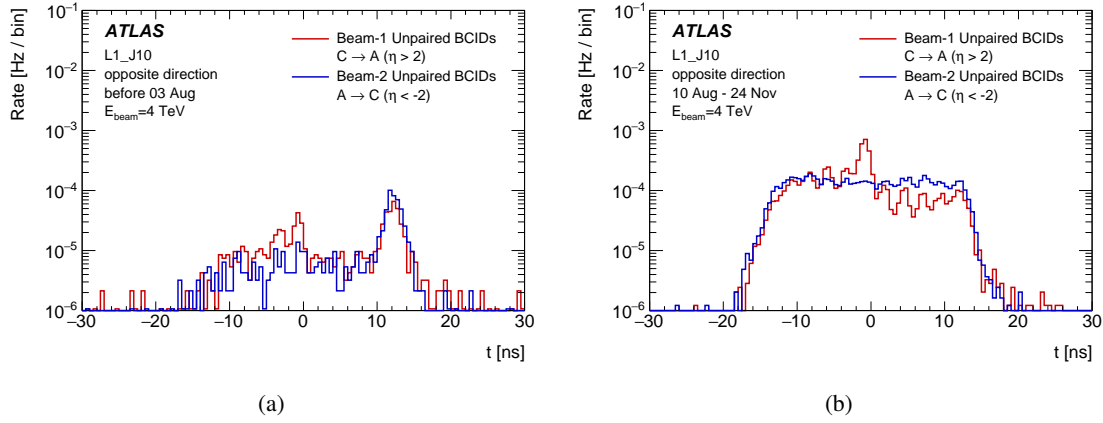 Rate [Hz / bin]
10⁻¹
10⁻²
10⁻³
10⁻⁴
10⁻⁵
10⁻⁶
ATLAS
L1_J10
opposite direction
before 03 Aug
E_beam=4 TeV
Beam-1 Unpaired BCIDs
C → A (η > 2)
Beam-2 Unpaired BCIDs
A → C (η < -2)
−30 −20 −10 0 10 20 30
t [ns]
(a)
Rate [Hz / bin]
10⁻¹
10⁻²
10⁻³
10⁻⁴
10⁻⁵
10⁻⁶
ATLAS
L1_J10
opposite direction
10 Aug - 24 Nov
E_beam=4 TeV
Beam-1 Unpaired BCIDs
C → A (η > 2)
Beam-2 Unpaired BCIDs
A → C (η < -2)
−30 −20 −10 0 10 20 30
t [ns]
(b)